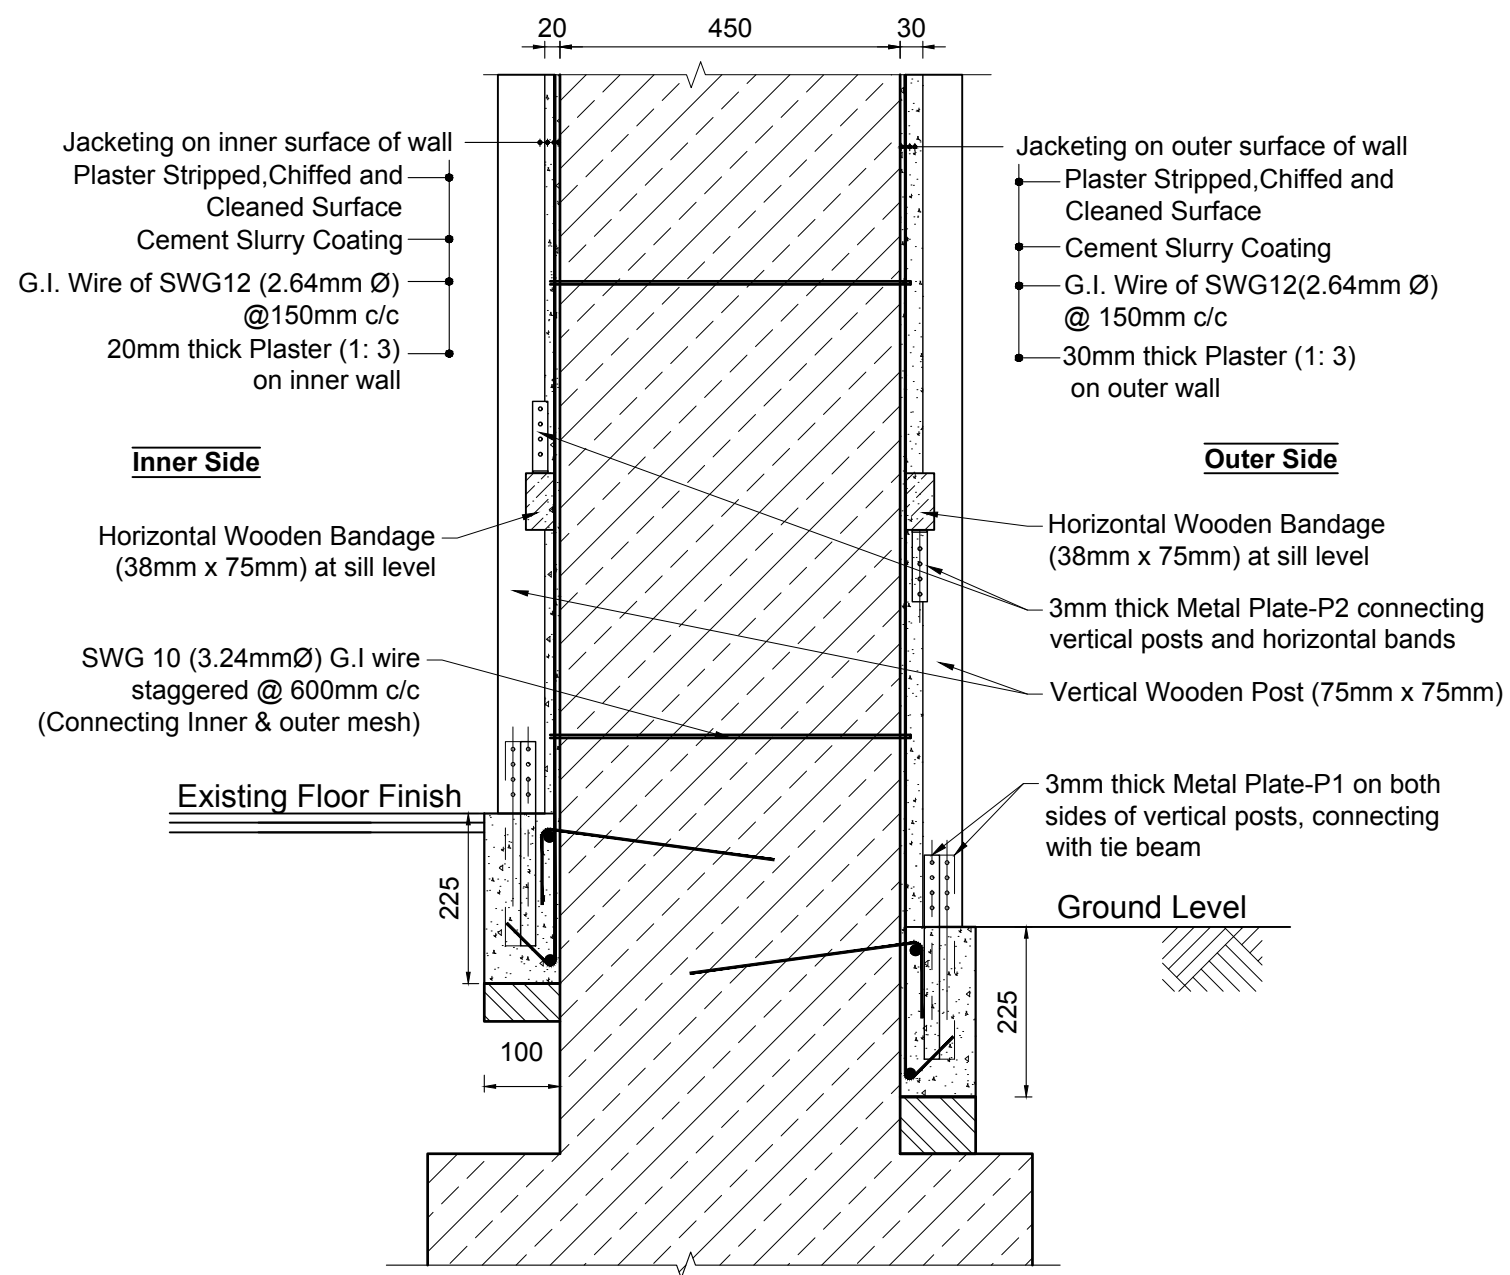 20
450
30
Jacketing on inner surface of wall
Plaster Stripped,Chiffed and
Cleaned Surface
Cement Slurry Coating
G.I. Wire of SWG12 (2.64mm Ø)
@150mm c/c
20mm thick Plaster (1: 3)
on inner wall
Jacketing on outer surface of wall
Plaster Stripped,Chiffed and
Cleaned Surface
Cement Slurry Coating
G.I. Wire of SWG12(2.64mm Ø)
@ 150mm c/c
30mm thick Plaster (1: 3)
on outer wall
Inner Side
Outer Side
Horizontal Wooden Bandage
(38mm x 75mm) at sill level
Horizontal Wooden Bandage
(38mm x 75mm) at sill level
3mm thick Metal Plate-P2 connecting
vertical posts and horizontal bands
SWG 10 (3.24mmØ) G.I wire
staggered @ 600mm c/c
(Connecting Inner & outer mesh)
Vertical Wooden Post (75mm x 75mm)
Existing Floor Finish
3mm thick Metal Plate-P1 on both
sides of vertical posts, connecting
with tie beam
225
Ground Level
225
100